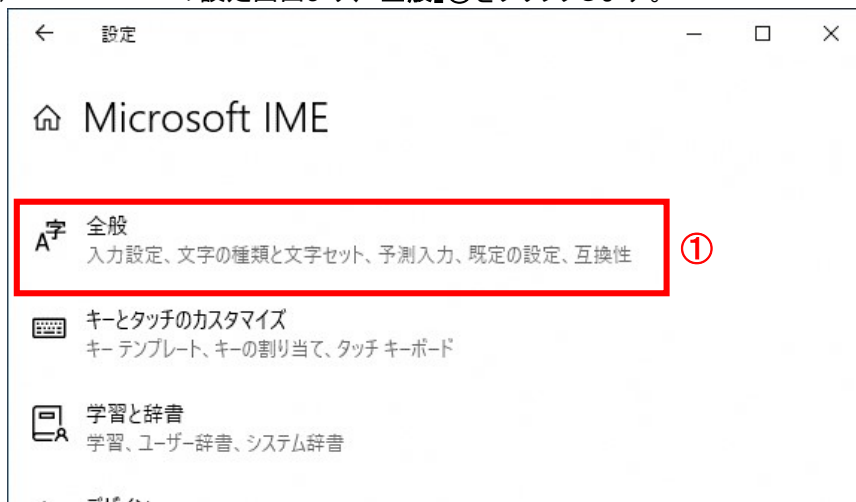 設定
Microsoft IME
全般
入力設定、文字の種類と文字セット、予測入力、既定の設定、互換性
①
キーとタッチのカスタマイズ
キー テンプレート、キーの割り当て、タッチ キーボード
学習と辞書
学習、ユーザー辞書、システム辞書